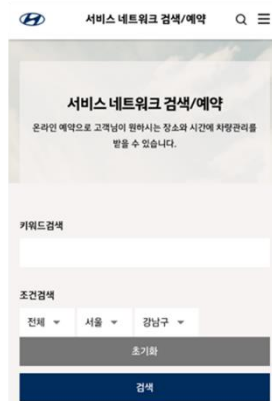 서비스 네트워크 검색/예약
서비스 네트워크 검색/예약
온라인 예약으로 고객님이 원하시는 장소와 시간에 차량관리를
받을 수 있습니다.
키워드검색
조건검색
전체 서울 강남구
초기화
검색